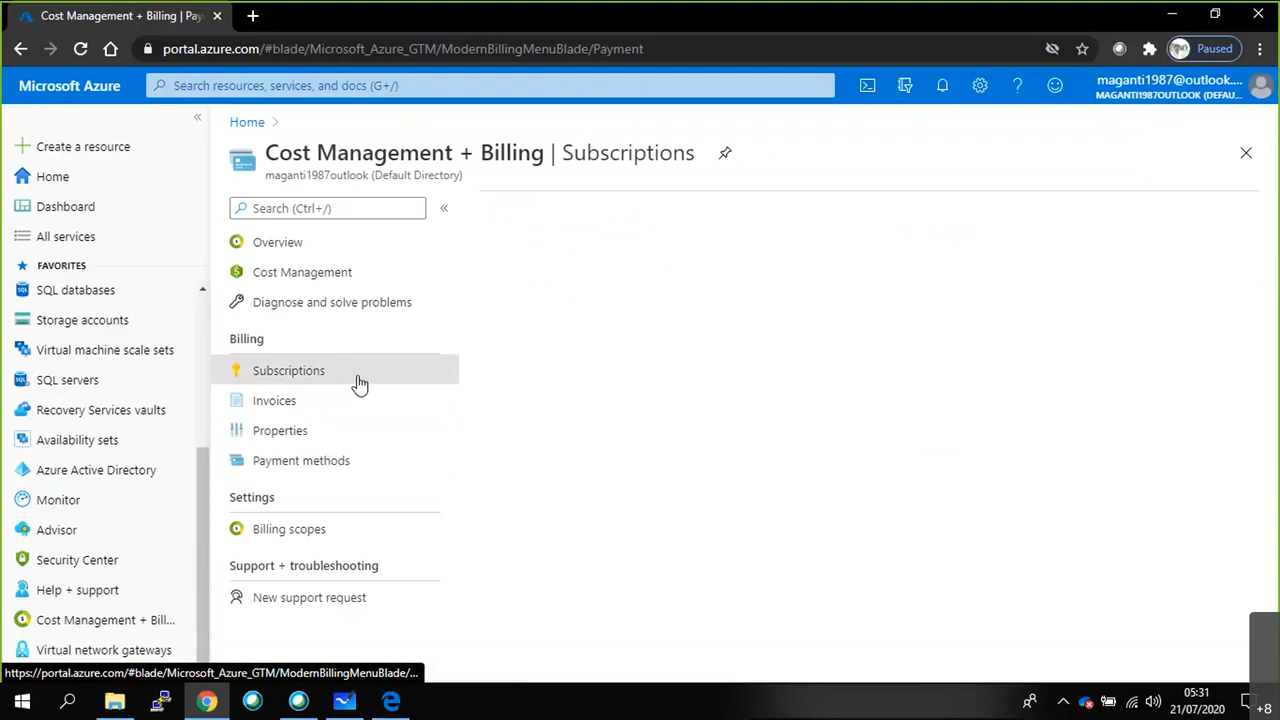 Cost Management + Billing | Pay
portal.azure.com/#blade/Microsoft_Azure_GTM/ModernBillingMenuBlade/Payment
Paused
Microsoft Azure
Search resources, services, and docs (G+/)
maganti1987@outlook....
MAGANTI1987OUTLOOK (DEFAU...
Create a resource
Home
Dashboard
All services
FAVORITES
SQL databases
Storage accounts
Virtual machine scale sets
SQL servers
Recovery Services vaults
Availability sets
Azure Active Directory
Monitor
Advisor
Security Center
Help + support
Cost Management + Bill...
Virtual network gateways
Home
Cost Management + Billing | Subscriptions
maganti1987outlook (Default Directory)
Search (Ctrl+/)
Overview
Cost Management
Diagnose and solve problems
Billing
Subscriptions
Invoices
Properties
Payment methods
Settings
Billing scopes
Support + troubleshooting
New support request
https://portal.azure.com/#blade/Microsoft_Azure_GTM/ModernBillingMenuBlade/...
05:31
21/07/2020
+8